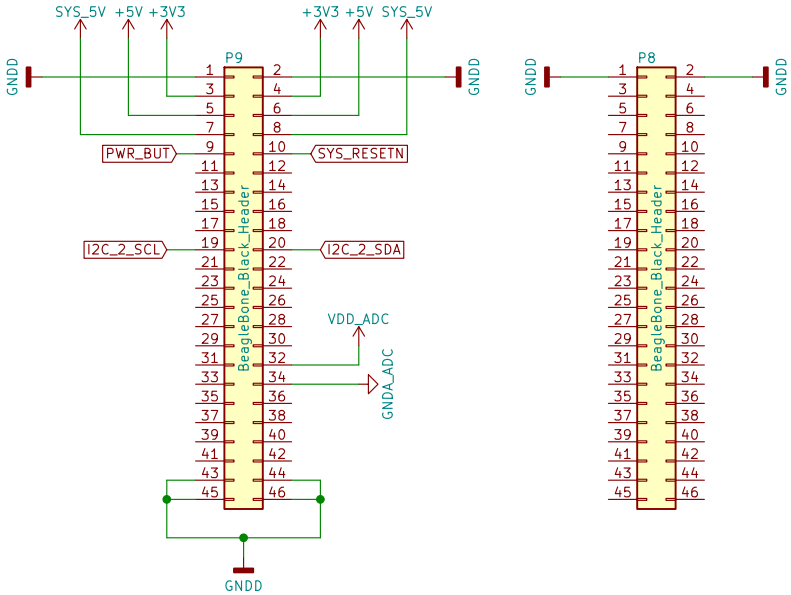 SYS_5V +5V +3V3 +3V3 +5V SYS_5V
P9 P8
GNDD 1 2 GNDD GNDD 1 2 GNDD
3 4 3 4
5 6 5 6
7 8 7 8
PWR_BUT 9 10 SYS_RESETN 9 10
11 12 11 12
13 14 13 14
15 16 15 16
17 18 17 18
I2C_2_SCL 19 20 I2C_2_SDA 19 20
21 22 21 22
23 24 23 24
BeagleBone_Black_Header BeagleBone_Black_Header
25 26 25 26
27 28 VDD_ADC 27 28
29 30 29 30
31 32 31 32
33 34 GNDA_ADC 33 34
35 36 35 36
37 38 37 38
39 40 39 40
41 42 41 42
43 44 43 44
45 46 45 46
GNDD